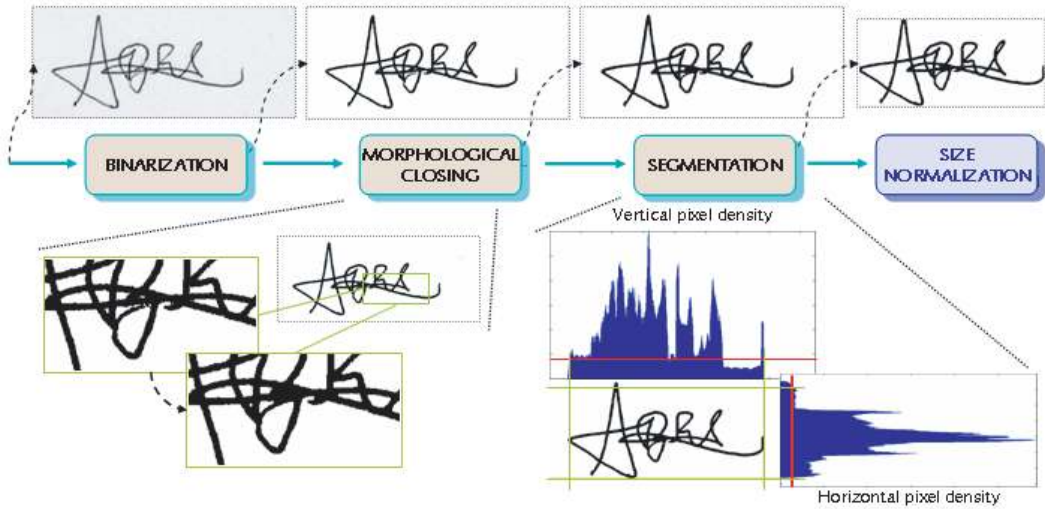 BINARIZATION
MORPHOLOGICAL
CLOSING
SEGMENTATION
SIZE
NORMALIZATION
Vertical pixel density
Horizontal pixel density